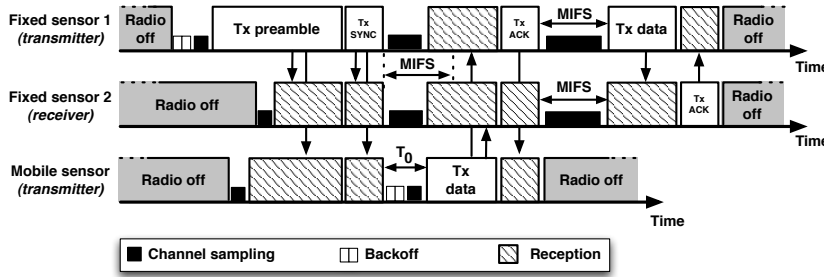 Fixed sensor 1
(transmitter)
Radio
off
Tx preamble
Tx
SYNC
Tx
ACK
MIFS
Tx data
Radio
off
Time
MIFS
Fixed sensor 2
(receiver)
Radio off
MIFS
Tx
ACK
Radio
off
Time
Mobile sensor
(transmitter)
Radio off
T0
Tx
data
Radio off
Time
Channel sampling
Backoff
Reception